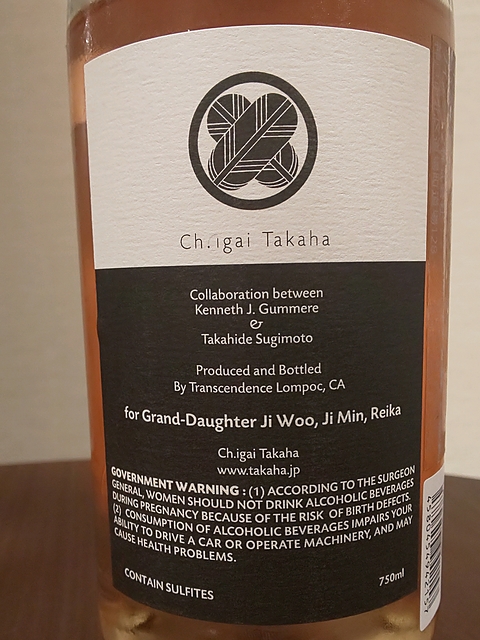 Ch.igai Takaha
Collaboration between
Kenneth J. Gummere
&
Takahide Sugimoto
Produced and Bottled
By Transcendence Lompoc, CA
for Grand-Daughter Ji Woo, Ji Min, Reika
Ch.igai Takaha
www.takaha.jp
GOVERNMENT WARNING : (1) ACCORDING TO THE SURGEON
GENERAL, WOMEN SHOULD NOT DRINK ALCOHOLIC BEVERAGES
DURING PREGNANCY BECAUSE OF THE RISK OF BIRTH DEFECTS.
(2) CONSUMPTION OF ALCOHOLIC BEVERAGES IMPAIRS YOUR
ABILITY TO DRIVE A CAR OR OPERATE MACHINERY, AND MAY
CAUSE HEALTH PROBLEMS.
CONTAIN SULFITES
750ml